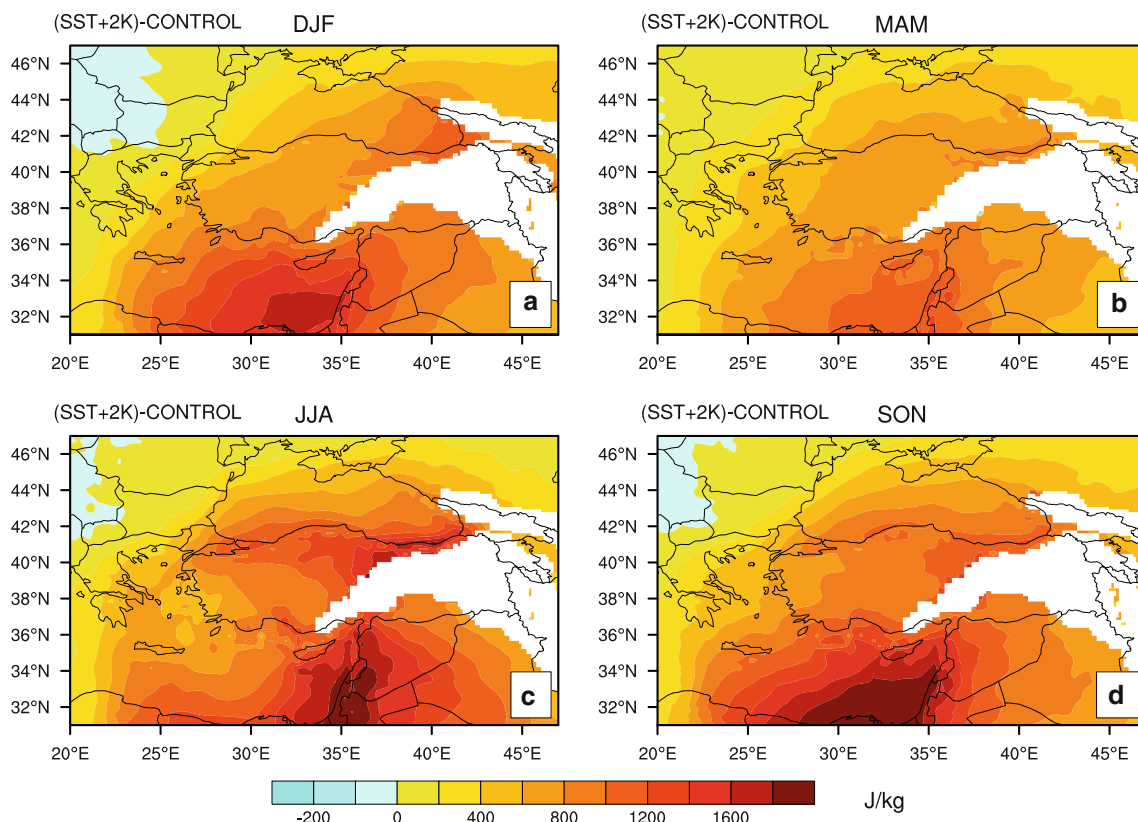 (SST+2K)-CONTROL DJF
(SST+2K)-CONTROL MAM
46°N
44°N
42°N
40°N
38°N
36°N
34°N
32°N
a
20°E 25°E 30°E 35°E 40°E 45°E
46°N
44°N
42°N
40°N
38°N
36°N
34°N
32°N
b
20°E 25°E 30°E 35°E 40°E 45°E
(SST+2K)-CONTROL JJA
(SST+2K)-CONTROL SON
46°N
44°N
42°N
40°N
38°N
36°N
34°N
32°N
c
20°E 25°E 30°E 35°E 40°E 45°E
46°N
44°N
42°N
40°N
38°N
36°N
34°N
32°N
d
20°E 25°E 30°E 35°E 40°E 45°E
-200 0 400 800 1200 1600 J/kg